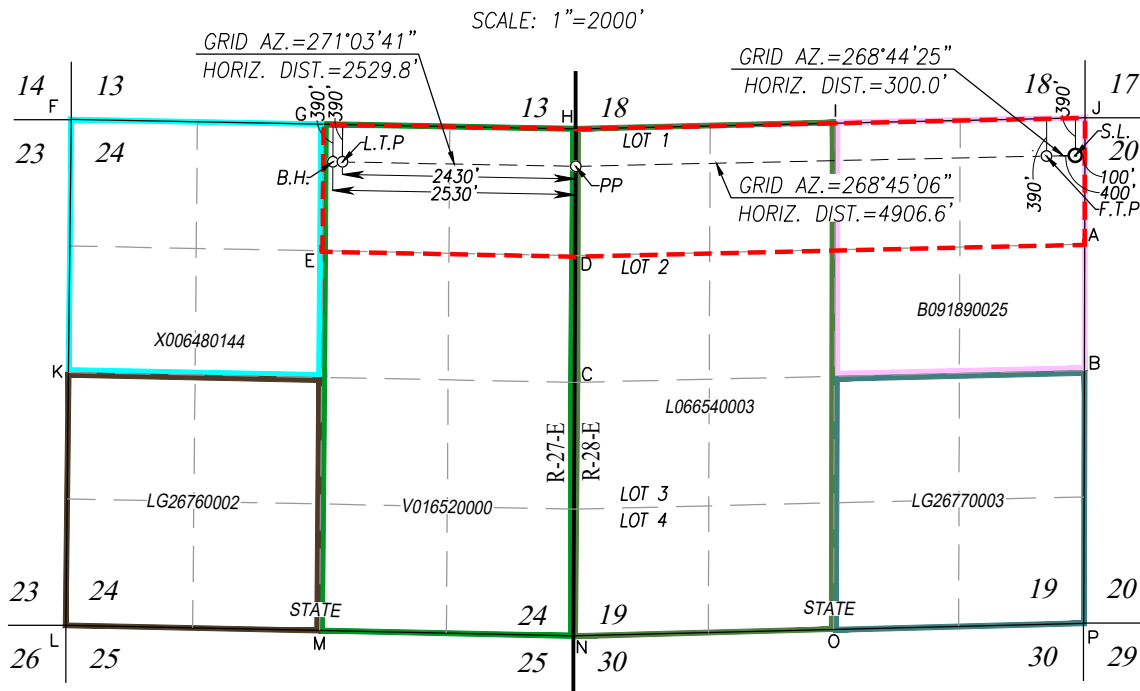 SCALE: 1"=2000'
GRID AZ.=271°03'41"
HORIZ. DIST.=2529.8'
GRID AZ.=268°44'25"
HORIZ. DIST.=300.0'
14
13
13
18
18
17
F
G
H
I
J
390'
390'
390'
LOT 1
S.L.
23
24
20
L.T.P
B.H.
2430'
2530'
PP
100'
400'
390'
F.T.P
GRID AZ.=268°45'06"
HORIZ. DIST.=4906.6'
E
D
LOT 2
A
X006480144
B091890025
K
C
B
L066540003
R-27-E
R-28-E
LG26760002
V016520000
LOT 3
LOT 4
LG26770003
23
24
STATE
24
19
STATE
19
20
L
M
N
O
P
26
25
25
30
30
29